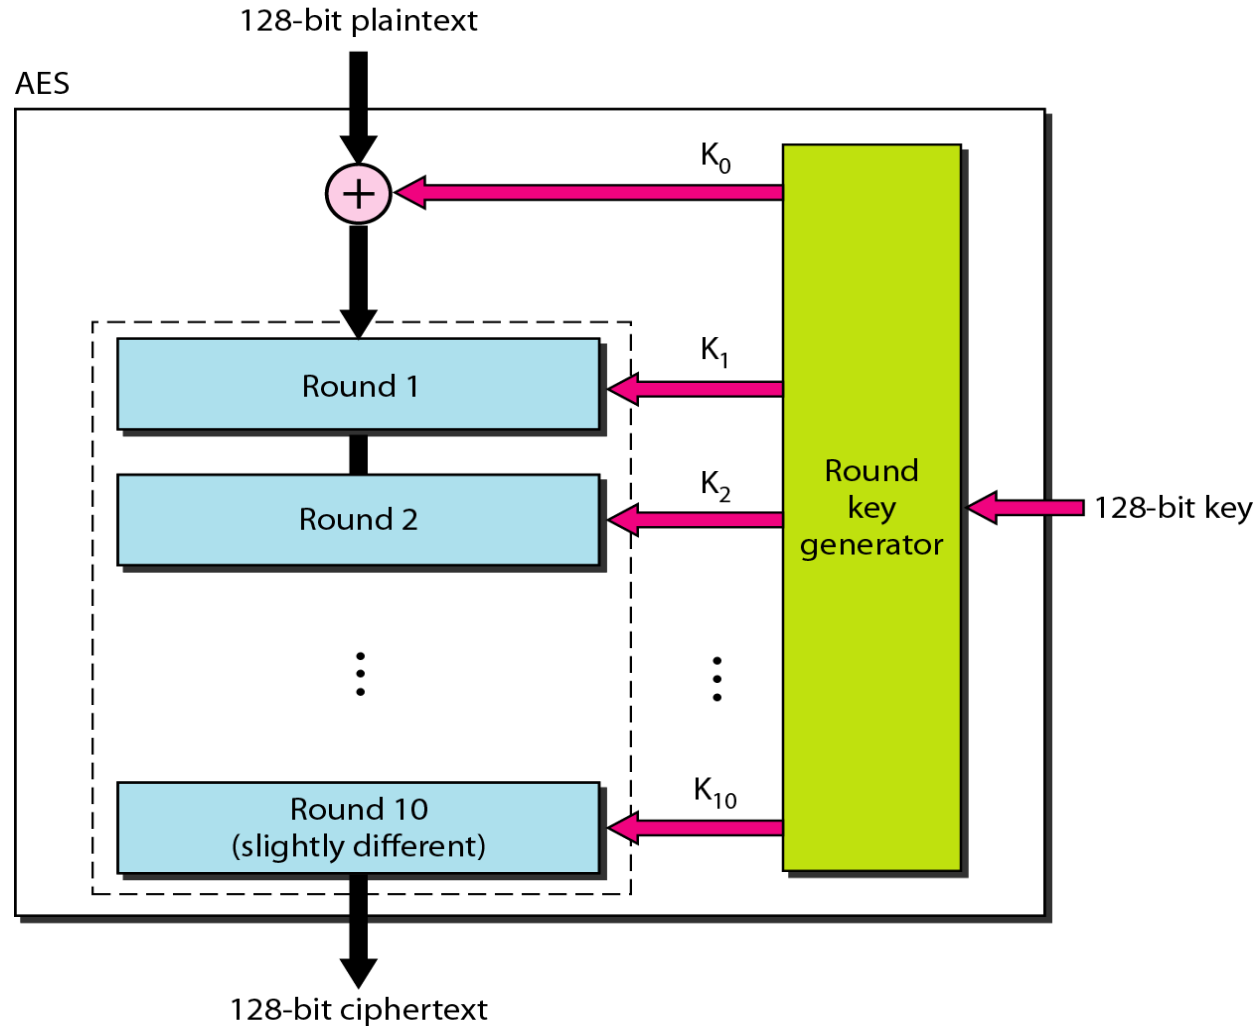 128-bit plaintext
AES
K0
+
Round 1
K1
Round 2
K2
Round
key
generator
128-bit key
Round 10
(slightly different)
K10
128-bit ciphertext